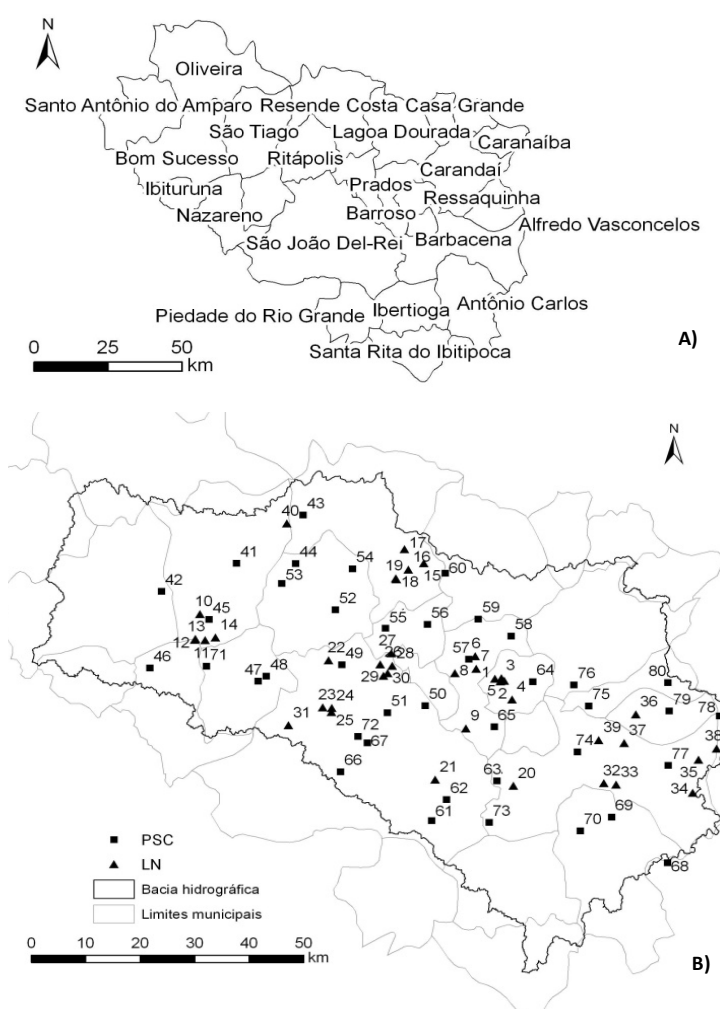 N
Oliveira
Santo Antônio do Amparo Resende Costa Casa Grande
São Tiago Lagoa Dourada
Caranaíba
Bom Sucesso Ritápolis
Carandaí
Ibituruna Prados
Ressaquinha
Nazareno Barroso
Alfredo Vasconcelos
São João Del-Rei Barbacena
Antônio Carlos
Piedade do Rio Grande Ibertioga
Santa Rita do Ibitipoca
A)
0 25 50
km
N
43
40
17
41 44 54 16
19 60
53 18 15
42
10 52
45 59
13 14 55 56
12 27 58
57 6
11 71 22 49 26 28 7
46 8 3 64 76 80
47 48 29 30 1
5 2 4 75
23 24 51 50 36 79 78
31 25 9 65
72 39 37 38
67 74
66 63 77 35
21 20 32 33
62 34
61 73 69
70
68
PSC
LN
Bacia hidrográfica
Limites municipais
0 10 20 30 40 50 60
km
B)